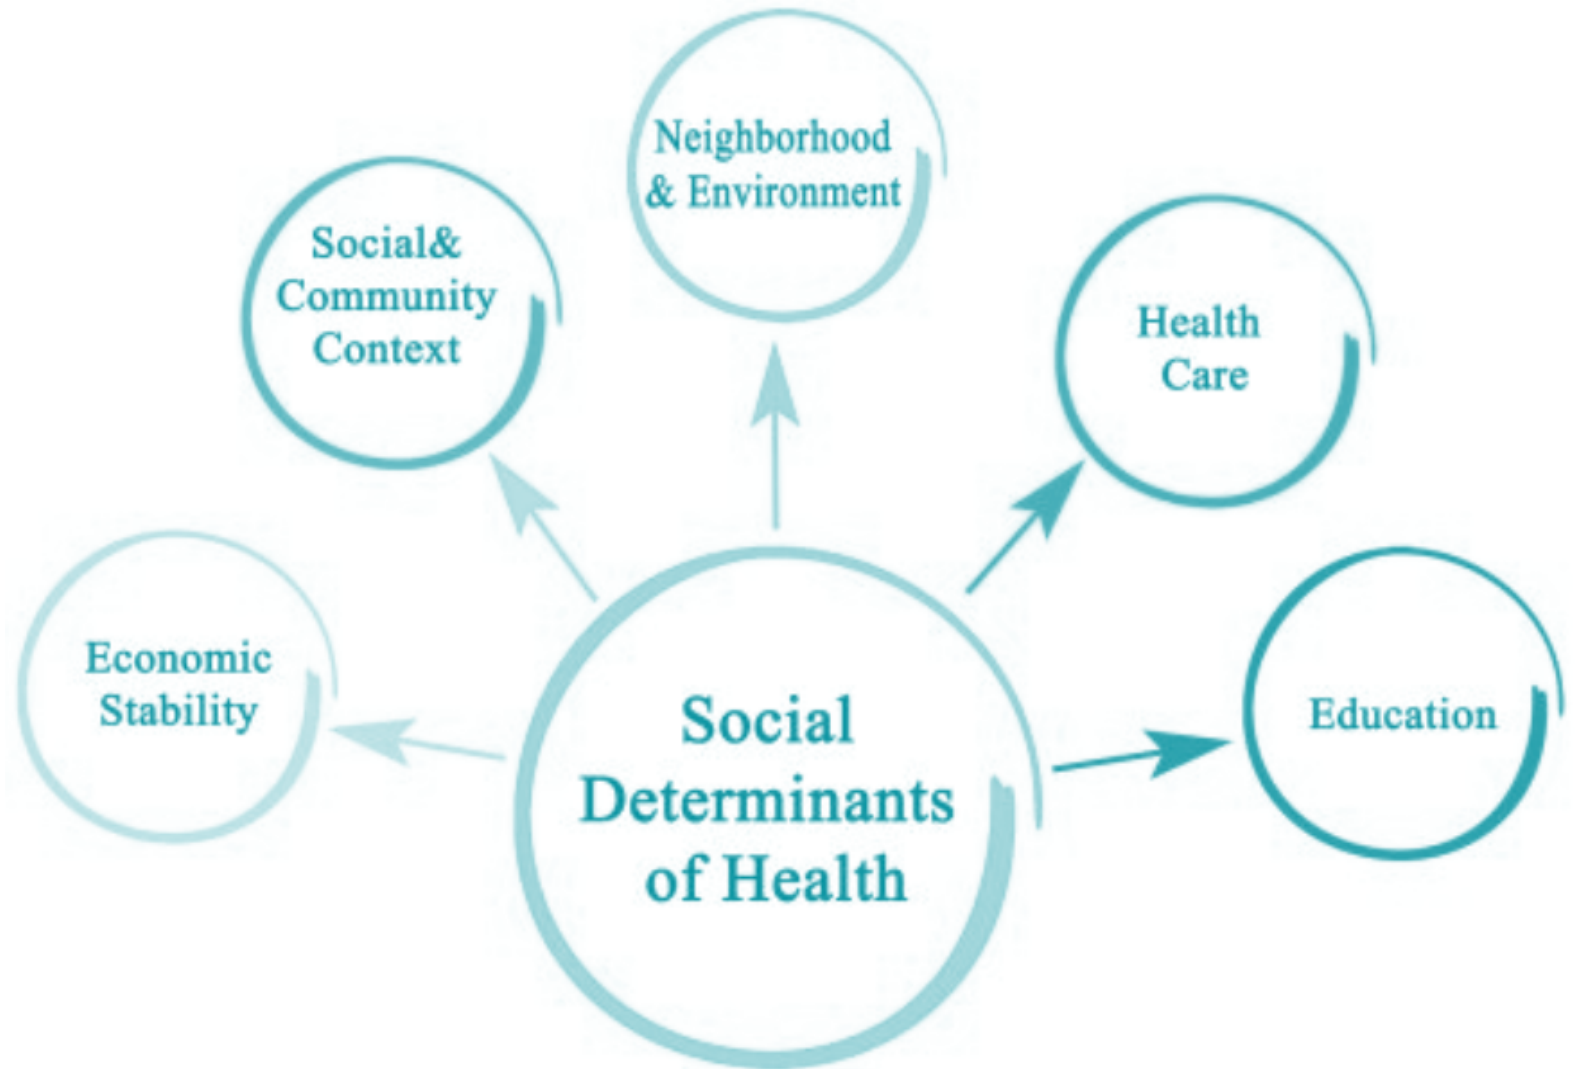 Neighborhood
& Environment
Social&
Community
Context
Health
Care
Economic
Stability
Education
Social
Determinants
of Health